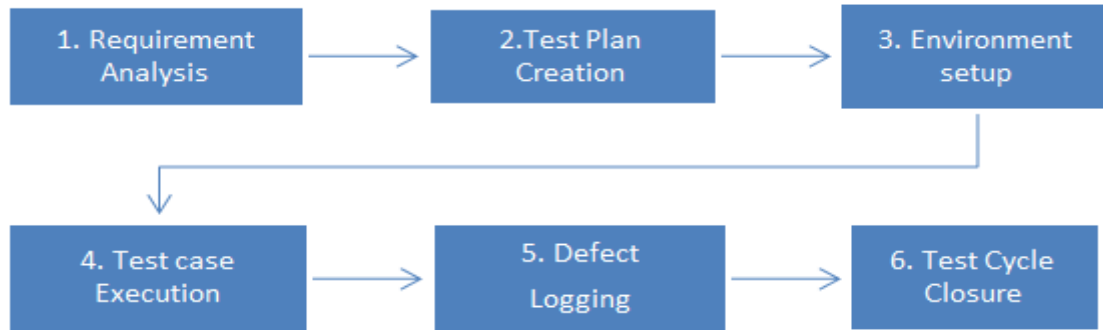 1. Requirement
Analysis
2.Test Plan
Creation
3. Environment
setup
4. Test case
Execution
5. Defect
Logging
6. Test Cycle
Closure